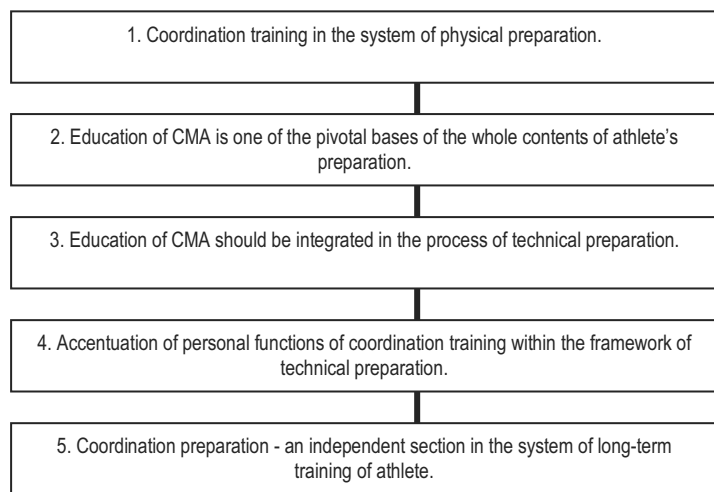 1. Coordination training in the system of physical preparation.
2. Education of CMA is one of the pivotal bases of the whole contents of athlete's
preparation.
3. Education of CMA should be integrated in the process of technical preparation.
4. Accentuation of personal functions of coordination training within the framework of
technical preparation.
5. Coordination preparation - an independent section in the system of long-term
training of athlete.